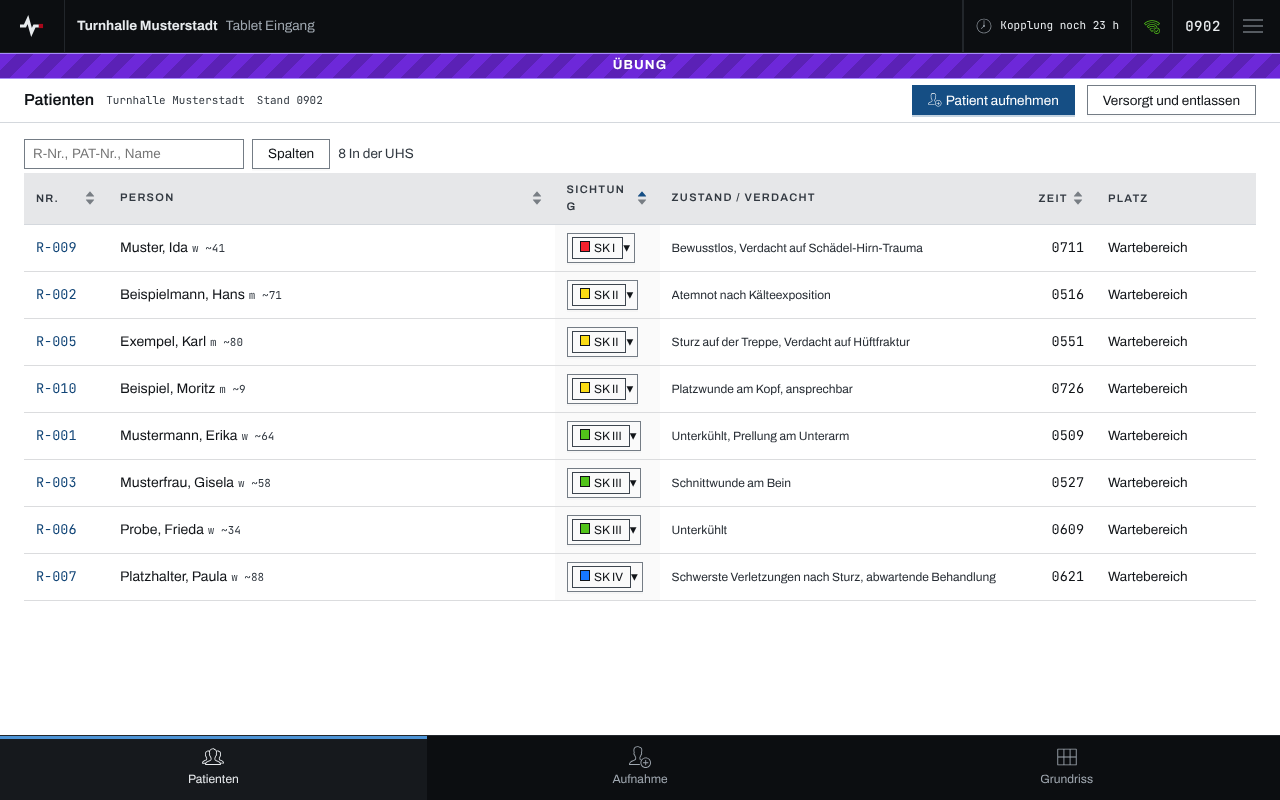 Turnhalle Musterstadt Tablet Eingang Kopplung noch 23 h 0902
ÜBUNG
Patienten Turnhalle Musterstadt Stand 0902 Patient aufnehmen Versorgt und entlassen
R-Nr., PAT-Nr., Name Spalten 8 In der UHS
NR. PERSON SICHTUN
G ZUSTAND / VERDACHT ZEIT PLATZ
R-009 Muster, Ida w ~41 SK I Bewusstlos, Verdacht auf Schädel-Hirn-Trauma 0711 Wartebereich
R-002 Beispielmann, Hans m ~71 SK II Atemnot nach Kälteexposition 0516 Wartebereich
R-005 Exempel, Karl m ~80 SK II Sturz auf der Treppe, Verdacht auf Hüftfraktur 0551 Wartebereich
R-010 Beispiel, Moritz m ~9 SK II Platzwunde am Kopf, ansprechbar 0726 Wartebereich
R-001 Mustermann, Erika w ~64 SK III Unterkühlt, Prellung am Unterarm 0509 Wartebereich
R-003 Musterfrau, Gisela w ~58 SK III Schnittwunde am Bein 0527 Wartebereich
R-006 Probe, Frieda w ~34 SK III Unterkühlt 0609 Wartebereich
R-007 Platzhalter, Paula w ~88 SK IV Schwerste Verletzungen nach Sturz, abwartende Behandlung 0621 Wartebereich
Patienten Aufnahme Grundriss